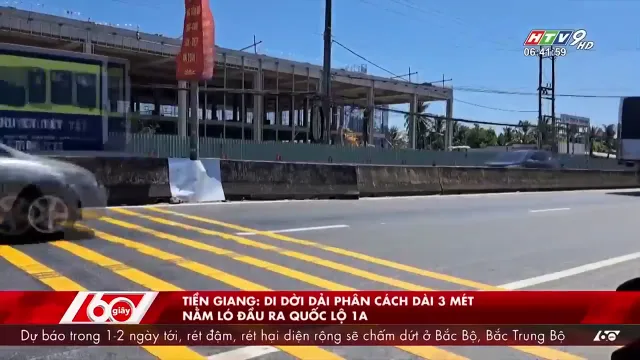 HTV9 HD
06:41:59
60 giây
TIỀN GIANG: DI DỜI DẢI PHÂN CÁCH DÀI 3 MÉT
NẰM LÓ ĐẦU RA QUỐC LỘ 1A
Dự báo trong 1-2 ngày tới, rét đậm, rét hại diện rộng sẽ chấm dứt ở Bắc Bộ, Bắc Trung Bộ
60